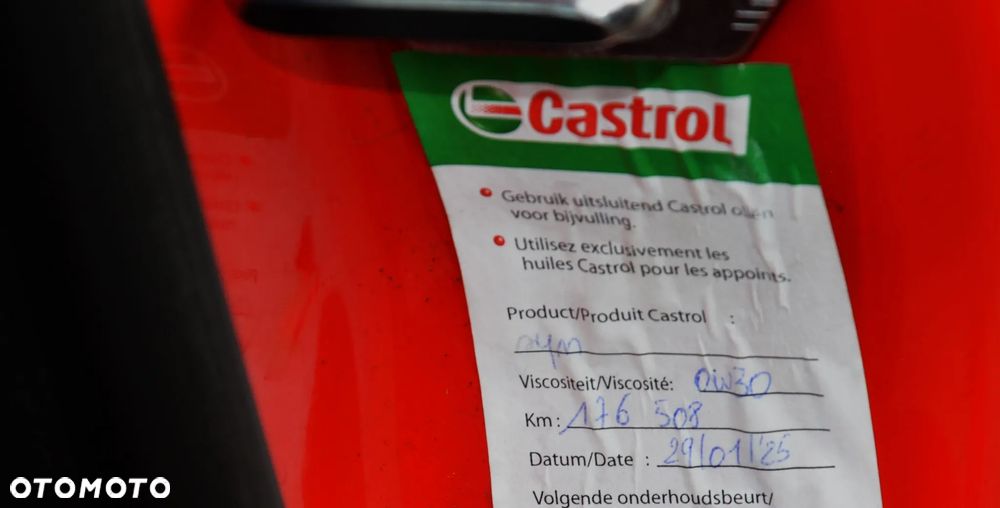 Castrol
Gebruik uitsluitend Castrol oliën
voor bijvulling.
Utilisez exclusivement les
huiles Castrol pour les appoints.
Product/Produit Castrol :
Viscositeit/Viscosité: 0W30
Km : 176 508
Datum/Date : 29/01/'25
Volgende onderhoudsbeurt/
OTOMOTO